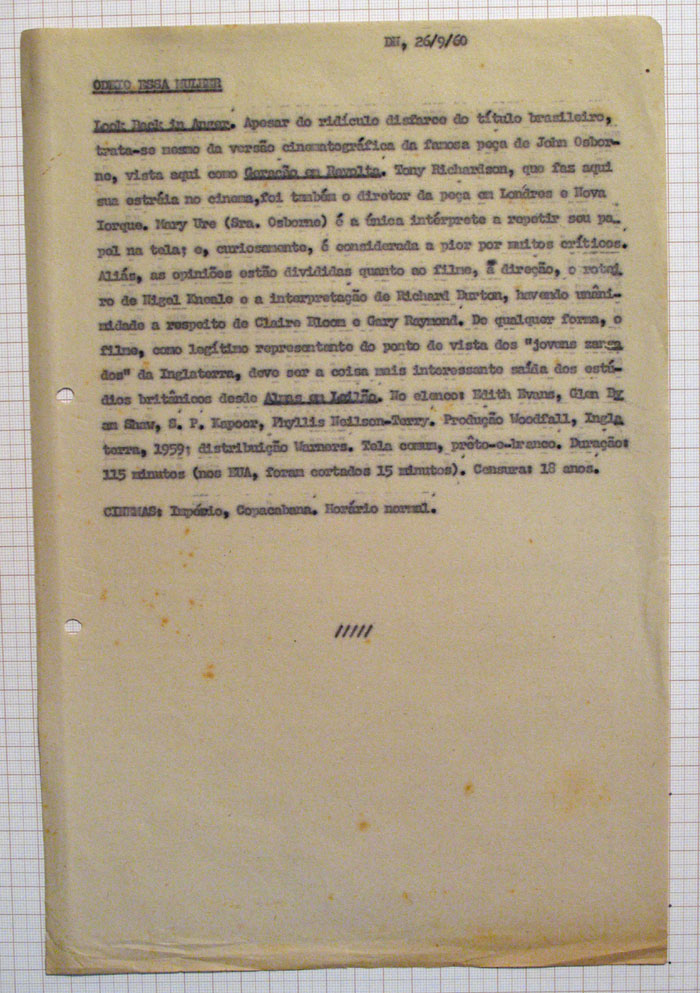 DN, 26/9/60
ODEIO ESSA MULHER
Look Back in Anger. Apesar do ridículo disfarce do título brasileiro,
trata-se mesmo da versão cinematográfica da famosa peça de John Osbor-
ne, vista aqui como Geração em Revolta. Tony Richardson, que faz aqui
sua estréia no cinema,foi também o diretor da peça em Londres e Nova
Iorque. Mary Ure (Sra. Osborne) é a única intérprete a repetir seu pa-
pel na tela; e, curiosamente, é considerada a pior por muitos críticos.
Aliás, as opiniões estão divididas quanto ao filme, à direção, o rotei
ro de Nigel Kneale e a interpretação de Richard Burton, havendo unâni-
midade a respeito de Claire Bloom e Gary Raymond. De qualquer forma, o
filme, como legítimo representante do ponto de vista dos "jovens zanga
dos" da Inglaterra, deve ser a coisa mais interessante saída dos estú-
dios britânicos desde Almas em Leilão. No elenco: Edith Evans, Glen By
am Shaw, S. P. Kapoor, Phyllis Neilson-Terry. Produção Woodfall, Ingla
terra, 1959; distribuição Warners. Tela comum, prêto-e-branco. Duração:
115 minutos (nos EUA, foram cortados 15 minutos). Censura: 18 anos.
CINEMAS: Império, Copacabana. Horário normal.
/////